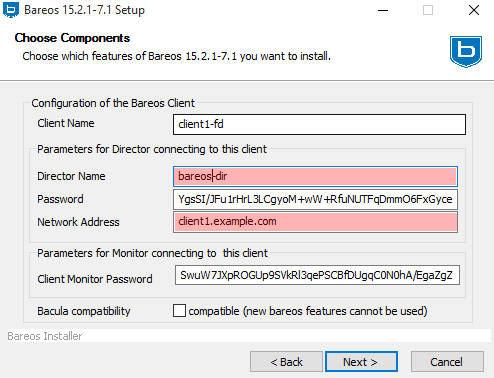 Bareos 15.2.1-7.1 Setup
Choose Components
Choose which features of Bareos 15.2.1-7.1 you want to install.
Configuration of the Bareos Client
Client Name client1-fd
Parameters for Director connecting to this client
Director Name bareos-dir
Password YgsSI/JFu1rHrL3LCgyoM+wW+RfuNUTFqDmmO6FxGyce
Network Address client1.example.com
Parameters for Monitor connecting to this client
Client Monitor Password SwuW7JXpROGUp9SVkRl3qePSCBfDUgqC0N0hA/EgaZgZ
Bacula compatibility compatible (new bareos features cannot be used)
Bareos Installer
< Back Next > Cancel